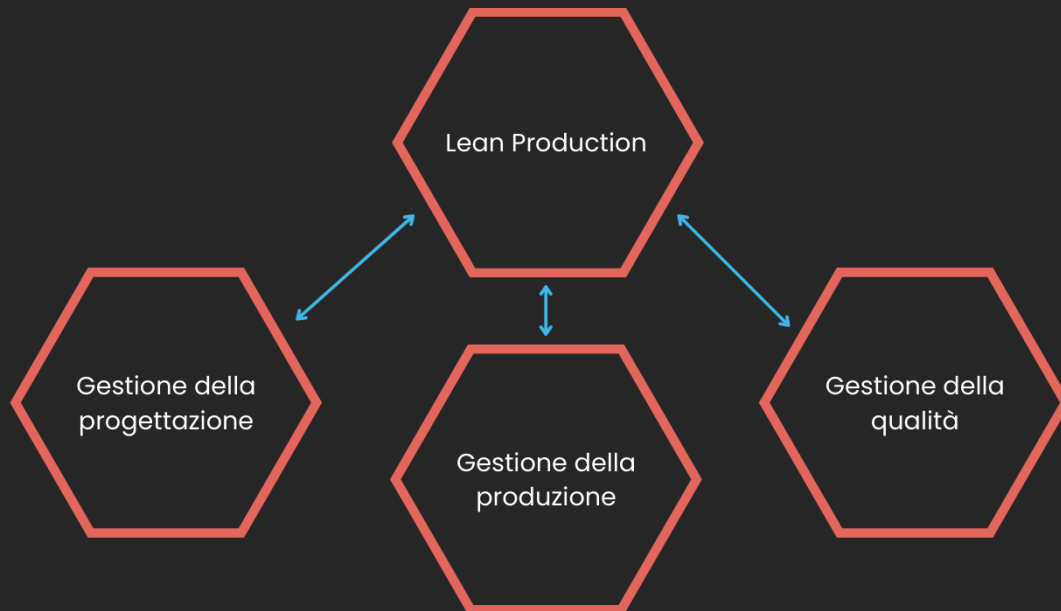 Lean Production
Gestione della
progettazione
Gestione della
produzione
Gestione della
qualità